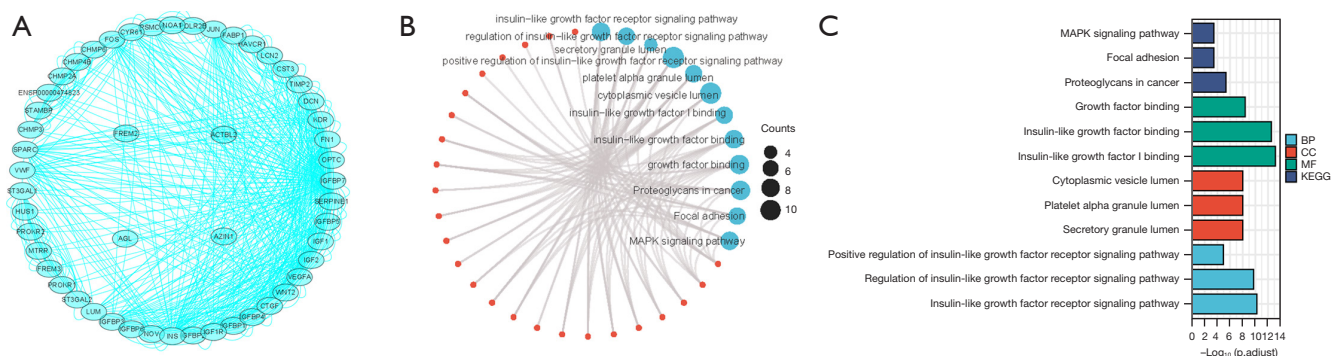 A
RSMC
NOA1
OLR2B
CYR61
JUN
FOS
FABP1
CHMP6
HAVCR1
CHMP4B
LCN2
CHMP2A
CST3
ENSP00000474823
TIMP2
STAMBP
DCN
CHMP3
KDR
FREM2
ACTBL2
SPARC
FN1
VWF
OPTC
ST3GAL1
IGFBP7
HUS1
SERPINE1
PROKR2
IGFBP5
AGL
AZIN1
MTRR
IGF1
FREM3
IGF2
PROKR1
VEGFA
ST3GAL2
WNT2
LUM
CTGF
IGFBP3
IGFBP4
IGFBP6
IGFBP1
NOV
INS
IGFBP2
IGF1R
B
insulin−like growth factor receptor signaling pathway
regulation of insulin−like growth factor receptor signaling pathway
secretory granule lumen
positive regulation of insulin−like growth factor receptor signaling pathway
platelet alpha granule lumen
cytoplasmic vesicle lumen
insulin−like growth factor I binding
insulin−like growth factor binding
growth factor binding
Proteoglycans in cancer
Focal adhesion
MAPK signaling pathway
Counts
4
6
8
10
C
MAPK signaling pathway
Focal adhesion
Proteoglycans in cancer
Growth factor binding
Insulin−like growth factor binding
Insulin−like growth factor I binding
Cytoplasmic vesicle lumen
Platelet alpha granule lumen
Secretory granule lumen
Positive regulation of insulin−like growth factor receptor signaling pathway
Regulation of insulin−like growth factor receptor signaling pathway
Insulin−like growth factor receptor signaling pathway
0 2 4 6 8 10 12 14
−Log10 (p.adjust)
BP
CC
MF
KEGG